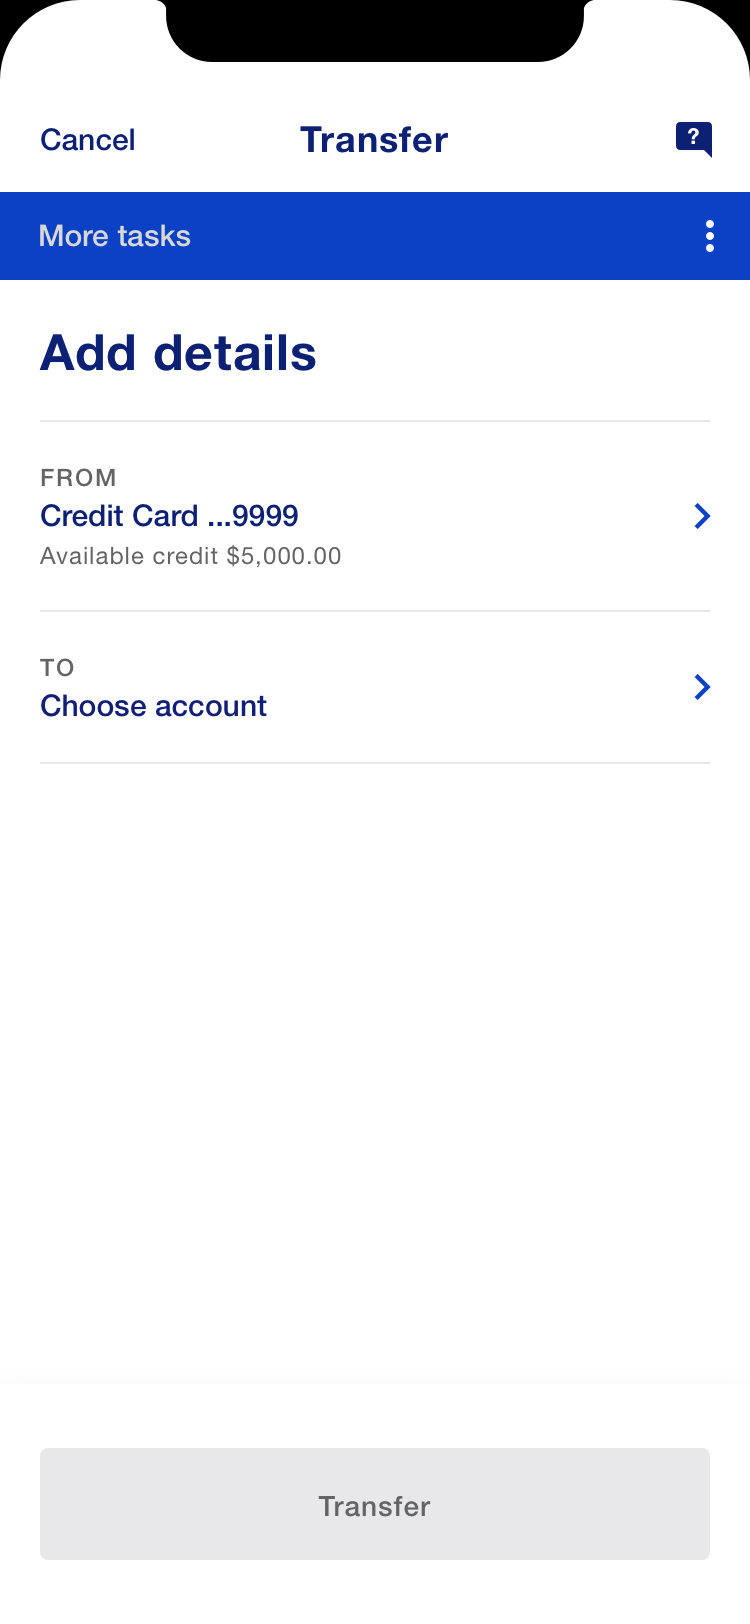 Cancel
Transfer
?
More tasks
Add details
FROM
Credit Card ...9999
Available credit $5,000.00
TO
Choose account
Transfer